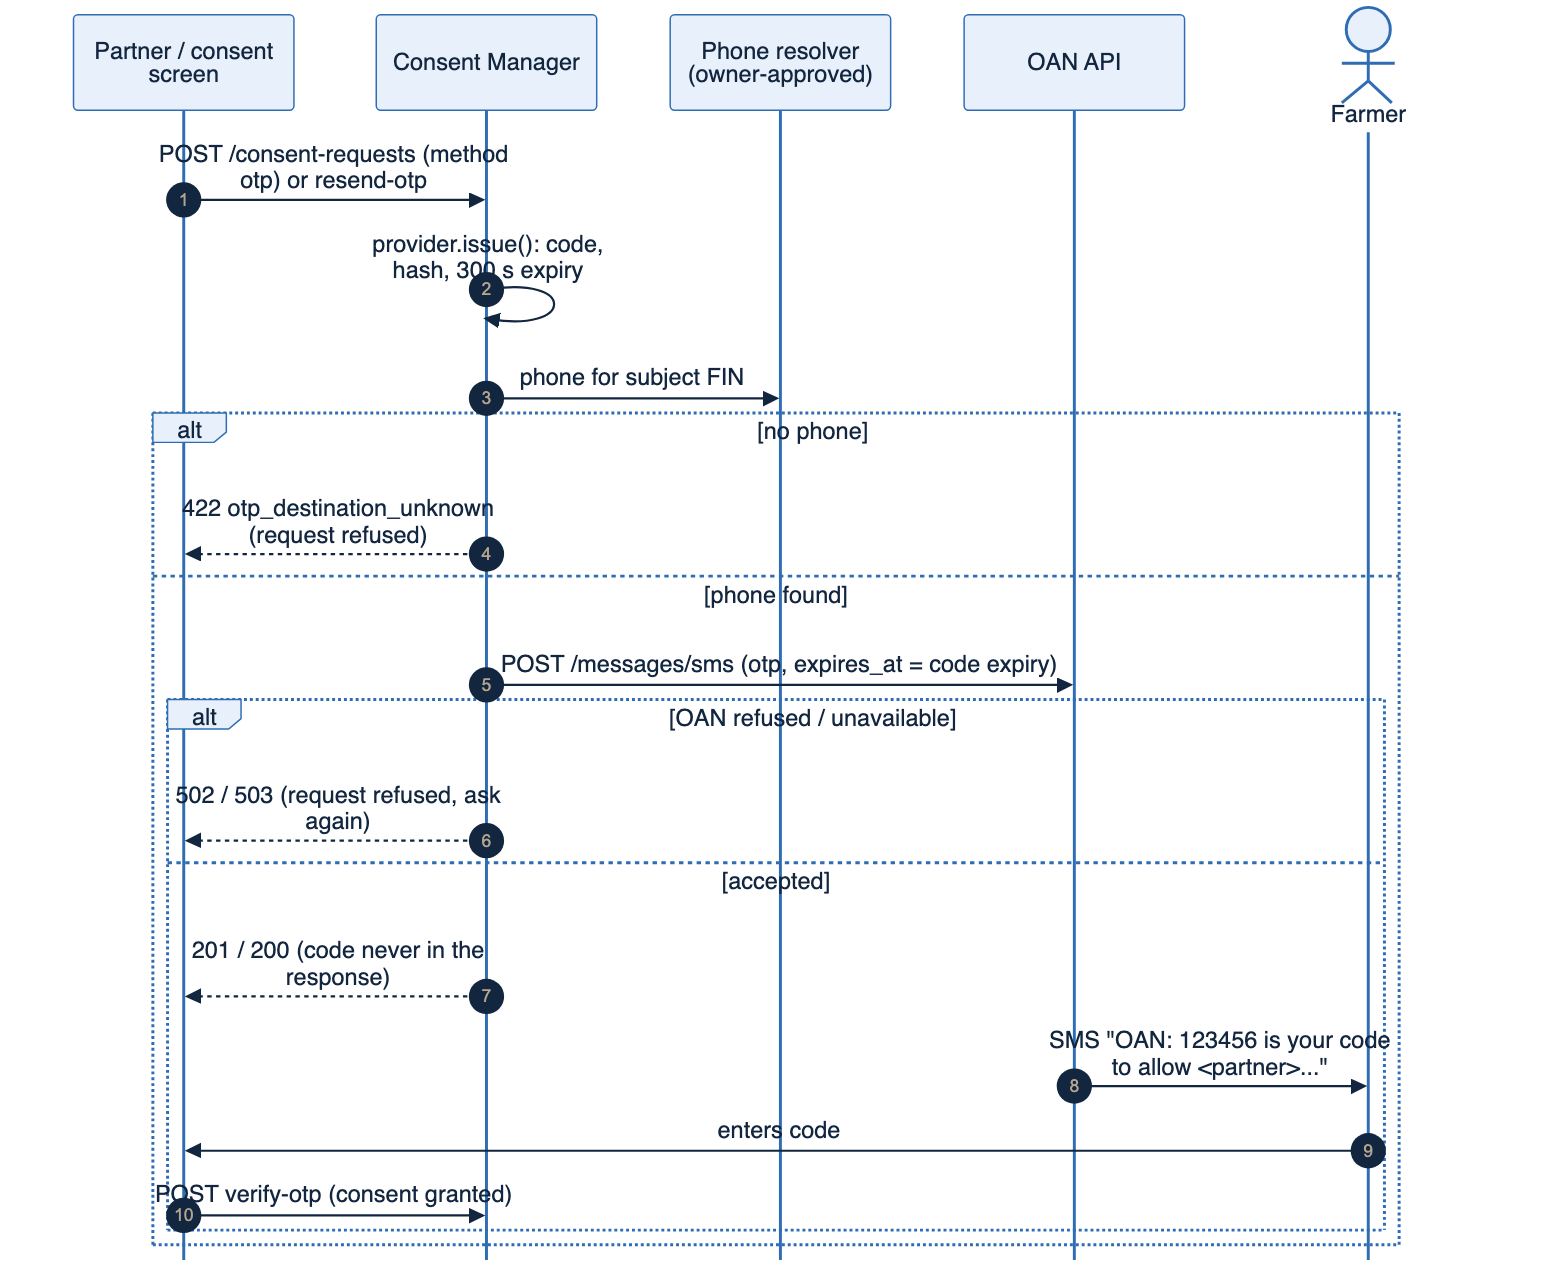 Partner / consent
screen
Consent Manager
Phone resolver
(owner-approved)
OAN API
Farmer
POST /consent-requests (method
otp) or resend-otp
1
provider.issue(): code,
hash, 300 s expiry
2
phone for subject FIN
3
alt
[no phone]
422 otp_destination_unknown
(request refused)
4
[phone found]
POST /messages/sms (otp, expires_at = code expiry)
5
alt
[OAN refused / unavailable]
502 / 503 (request refused, ask
again)
6
[accepted]
201 / 200 (code never in the
response)
7
SMS "OAN: 123456 is your code
to allow <partner>..."
8
enters code
9
POST verify-otp (consent granted)
10